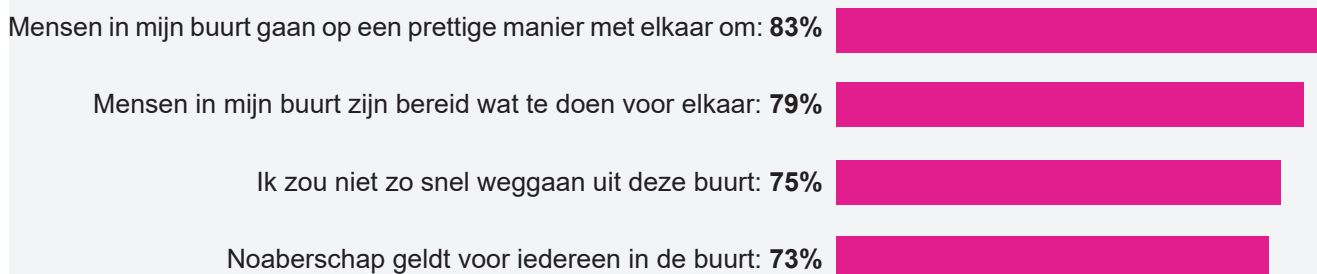 Mensen in mijn buurt gaan op een prettige manier met elkaar om: 83%
Mensen in mijn buurt zijn bereid wat te doen voor elkaar: 79%
Ik zou niet zo snel weggaan uit deze buurt: 75%
Noaberschap geldt voor iedereen in de buurt: 73%